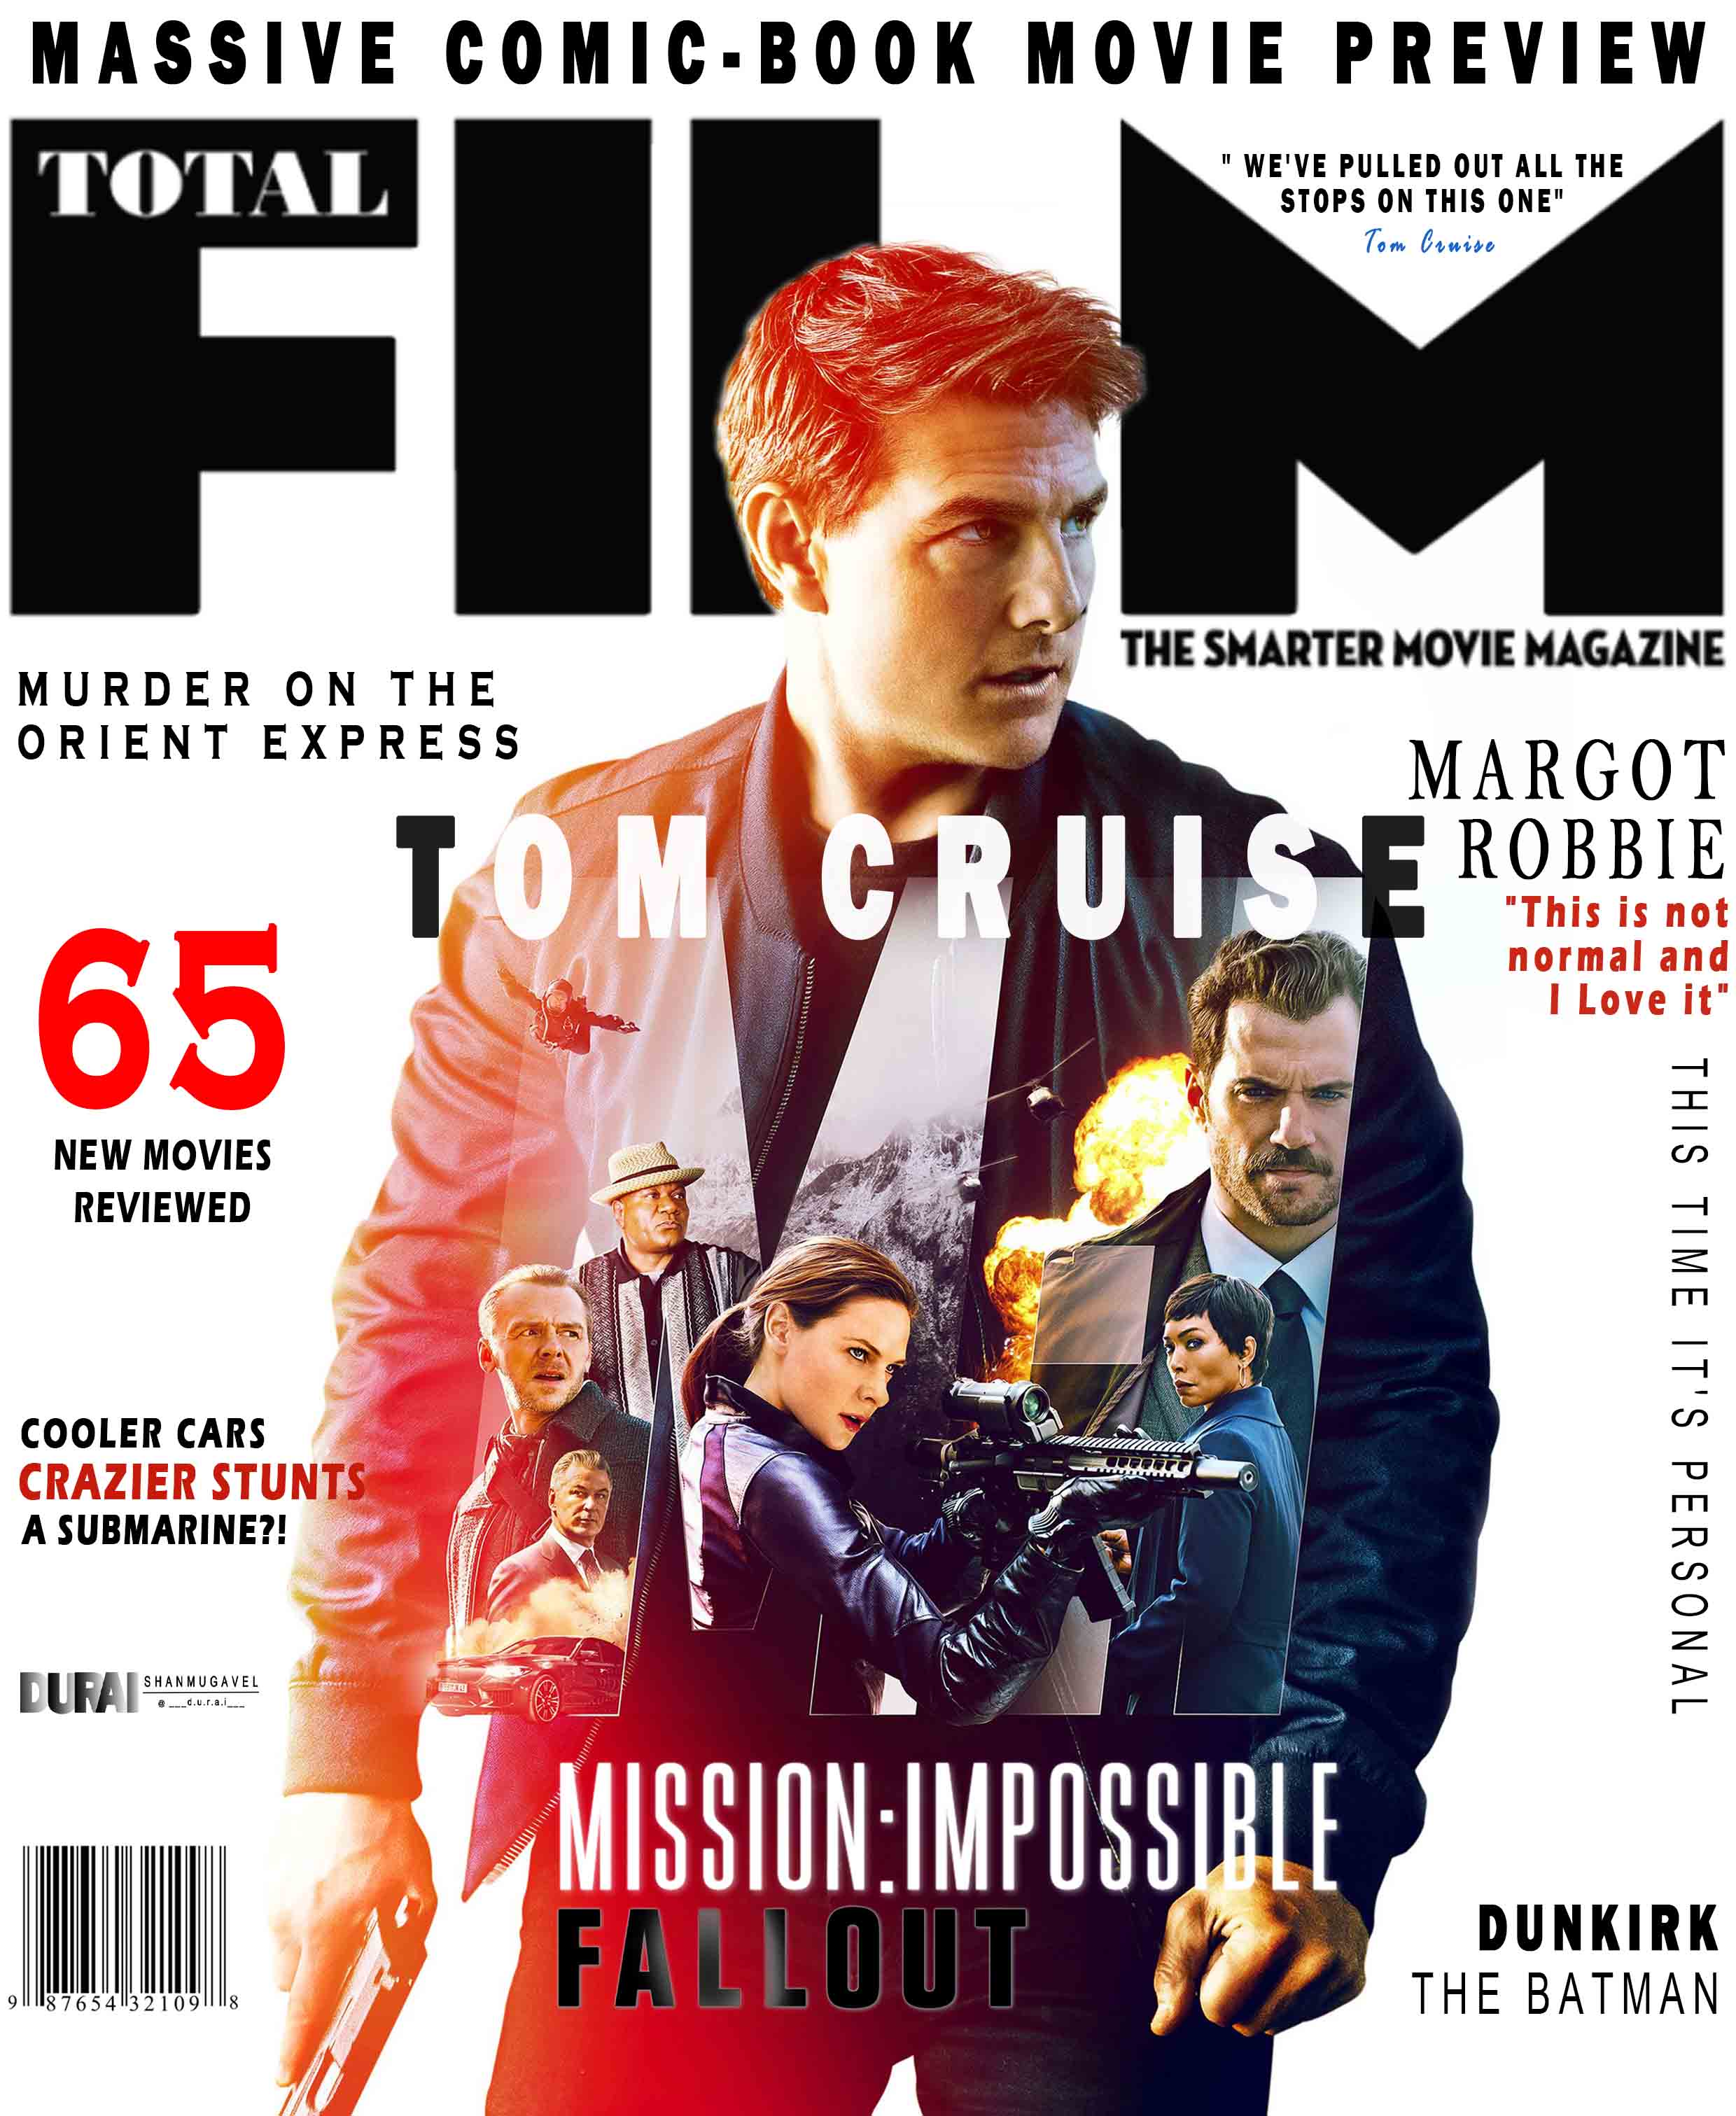 MASSIVE COMIC-BOOK MOVIE PREVIEW
TOTAL
FILM
" WE'VE PULLED OUT ALL THE
STOPS ON THIS ONE"
Tom Cruise
THE SMARTER MOVIE MAGAZINE
MURDER ON THE
ORIENT EXPRESS
MARGOT
ROBBIE
"This is not
normal and
I Love it"
TOM CRUISE
65
NEW MOVIES
REVIEWED
THIS TIME IT'S PERSONAL
COOLER CARS
CRAZIER STUNTS
A SUBMARINE?!
DURAI SHANMUGAVEL
@ ___d.u.r.a.i___
M:I
MISSION:IMPOSSIBLE
FALLOUT
9 87654 32109 8
DUNKIRK
THE BATMAN